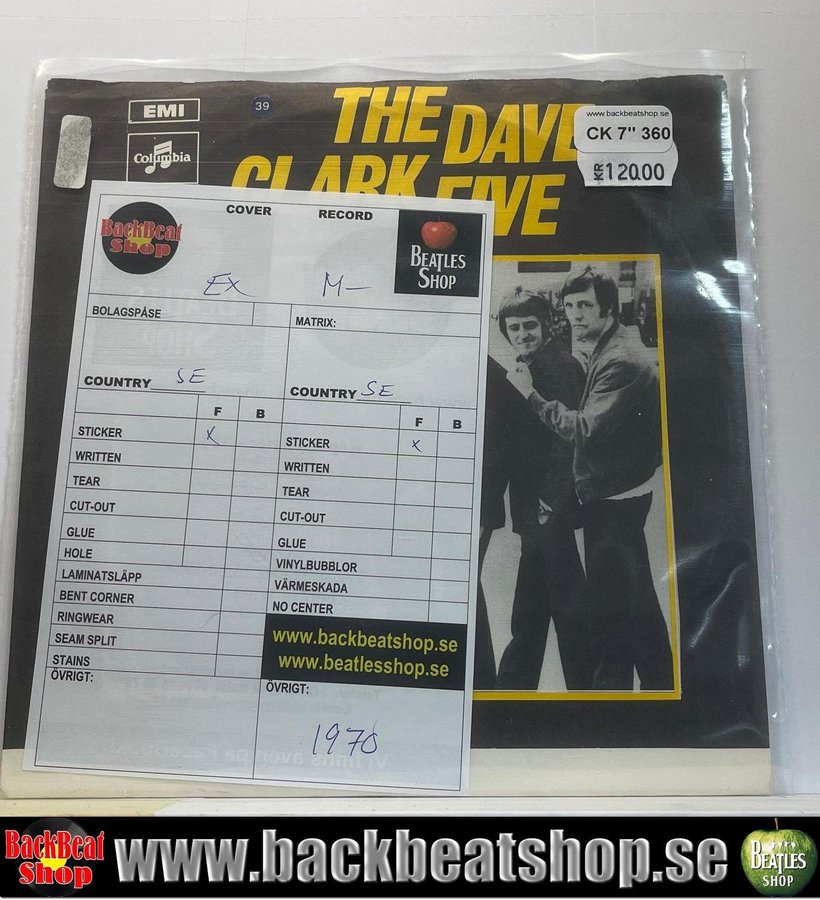 EMI
39
Columbia
THE DAVE
CLARK FIVE
www.backbeatshop.se
CK 7" 360
KR 120.00
BackBeat
Shop
COVER
RECORD
BEATLES
SHOP
EX
M-
BOLAGSPÅSE
MATRIX:
COUNTRY SE
COUNTRY SE
F B
F B
STICKER X
STICKER X
WRITTEN
WRITTEN
TEAR
TEAR
CUT-OUT
CUT-OUT
GLUE
GLUE
HOLE
VINYLBUBBLOR
LAMINATSLÄPP
VÄRMESKADA
BENT CORNER
NO CENTER
RINGWEAR
SEAM SPLIT
STAINS
www.backbeatshop.se
www.beatlesshop.se
ÖVRIGT:
ÖVRIGT:
1970
BackBeat
Shop
www.backbeatshop.se
BEATLES
SHOP